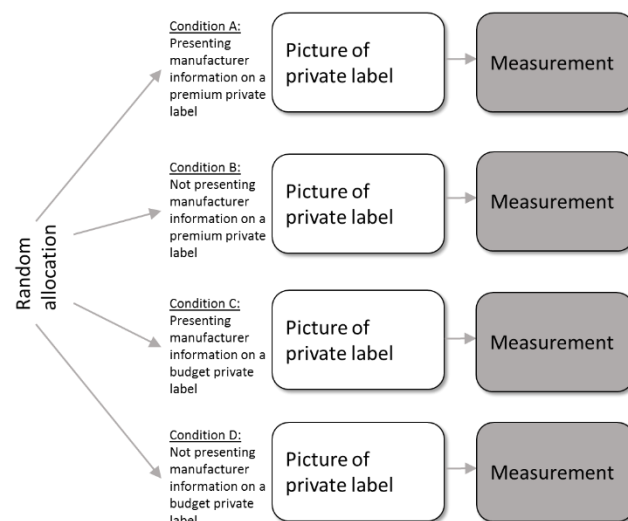 Condition A:
Presenting
manufacturer
information on a
premium private
label
Picture of
private label
Measurement
Condition B:
Not presenting
manufacturer
information on a
premium private
label
Picture of
private label
Measurement
Random
allocation
Condition C:
Presenting
manufacturer
information on a
budget private
label
Picture of
private label
Measurement
Condition D:
Not presenting
manufacturer
information on a
budget private
label
Picture of
private label
Measurement